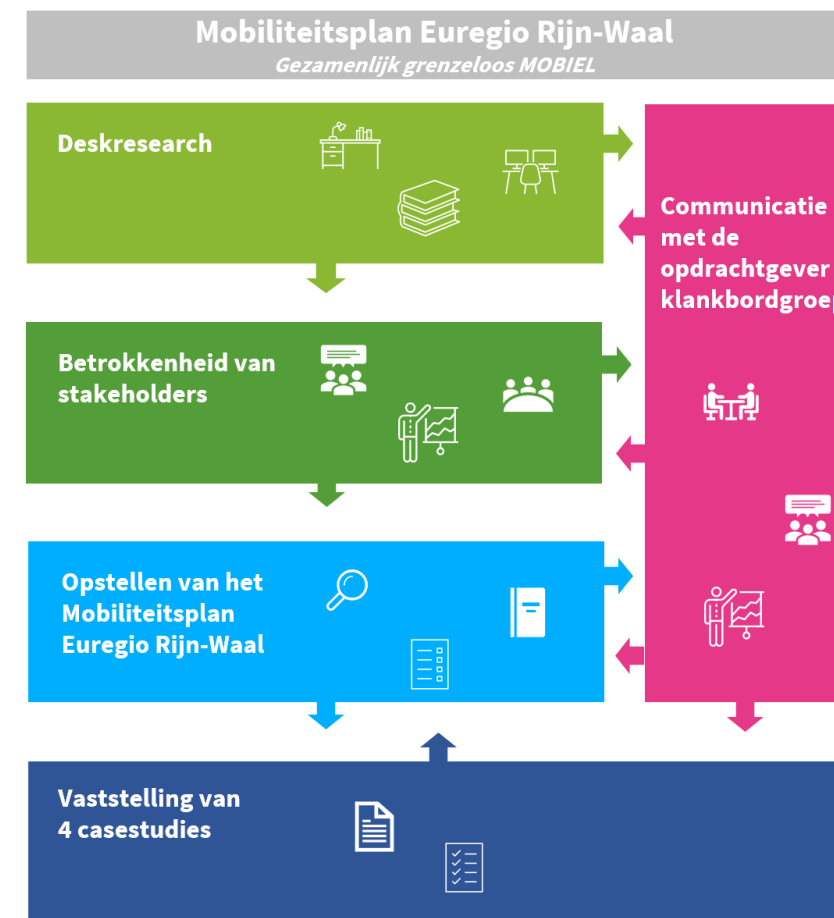 Mobiliteitsplan Euregio Rijn-Waal
Gezamenlijk grenzeloos MOBIEL
Deskresearch
Communicatie
met de
opdrachtgever
Betrokkenheid van
stakeholders
Opstellen van het
Mobiliteitsplan
Euregio Rijn-Waal
Vaststelling van
4 casestudies